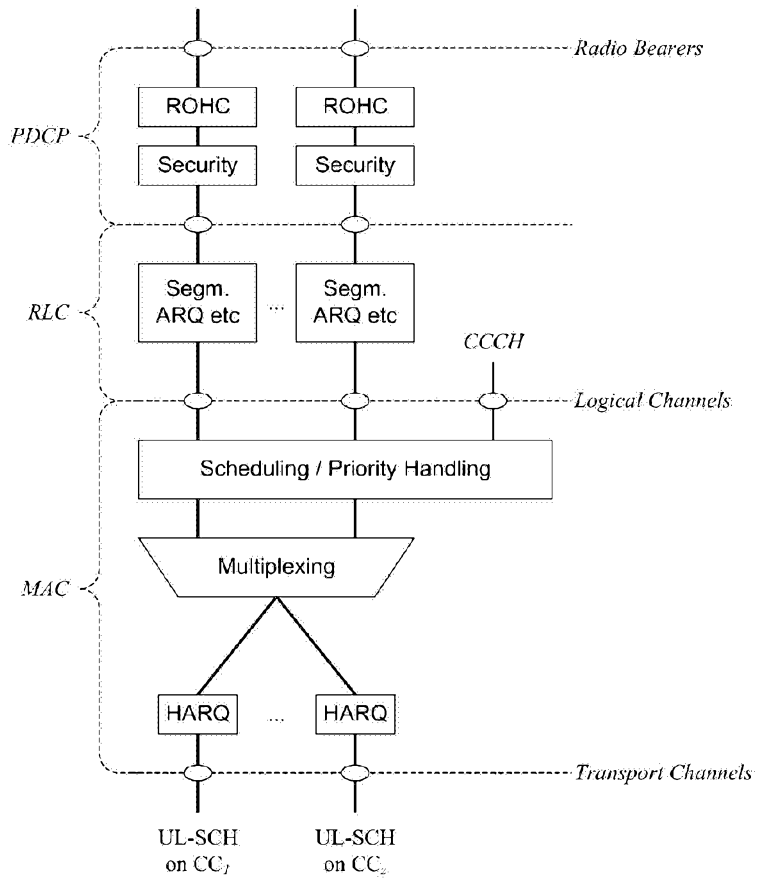 Radio Bearers
ROHC ROHC
PDCP
Security Security
Segm. Segm.
ARQ etc ... ARQ etc
RLC
CCCH
Logical Channels
Scheduling / Priority Handling
Multiplexing
MAC
HARQ ... HARQ
Transport Channels
UL-SCH UL-SCH
on CC1 on CC2